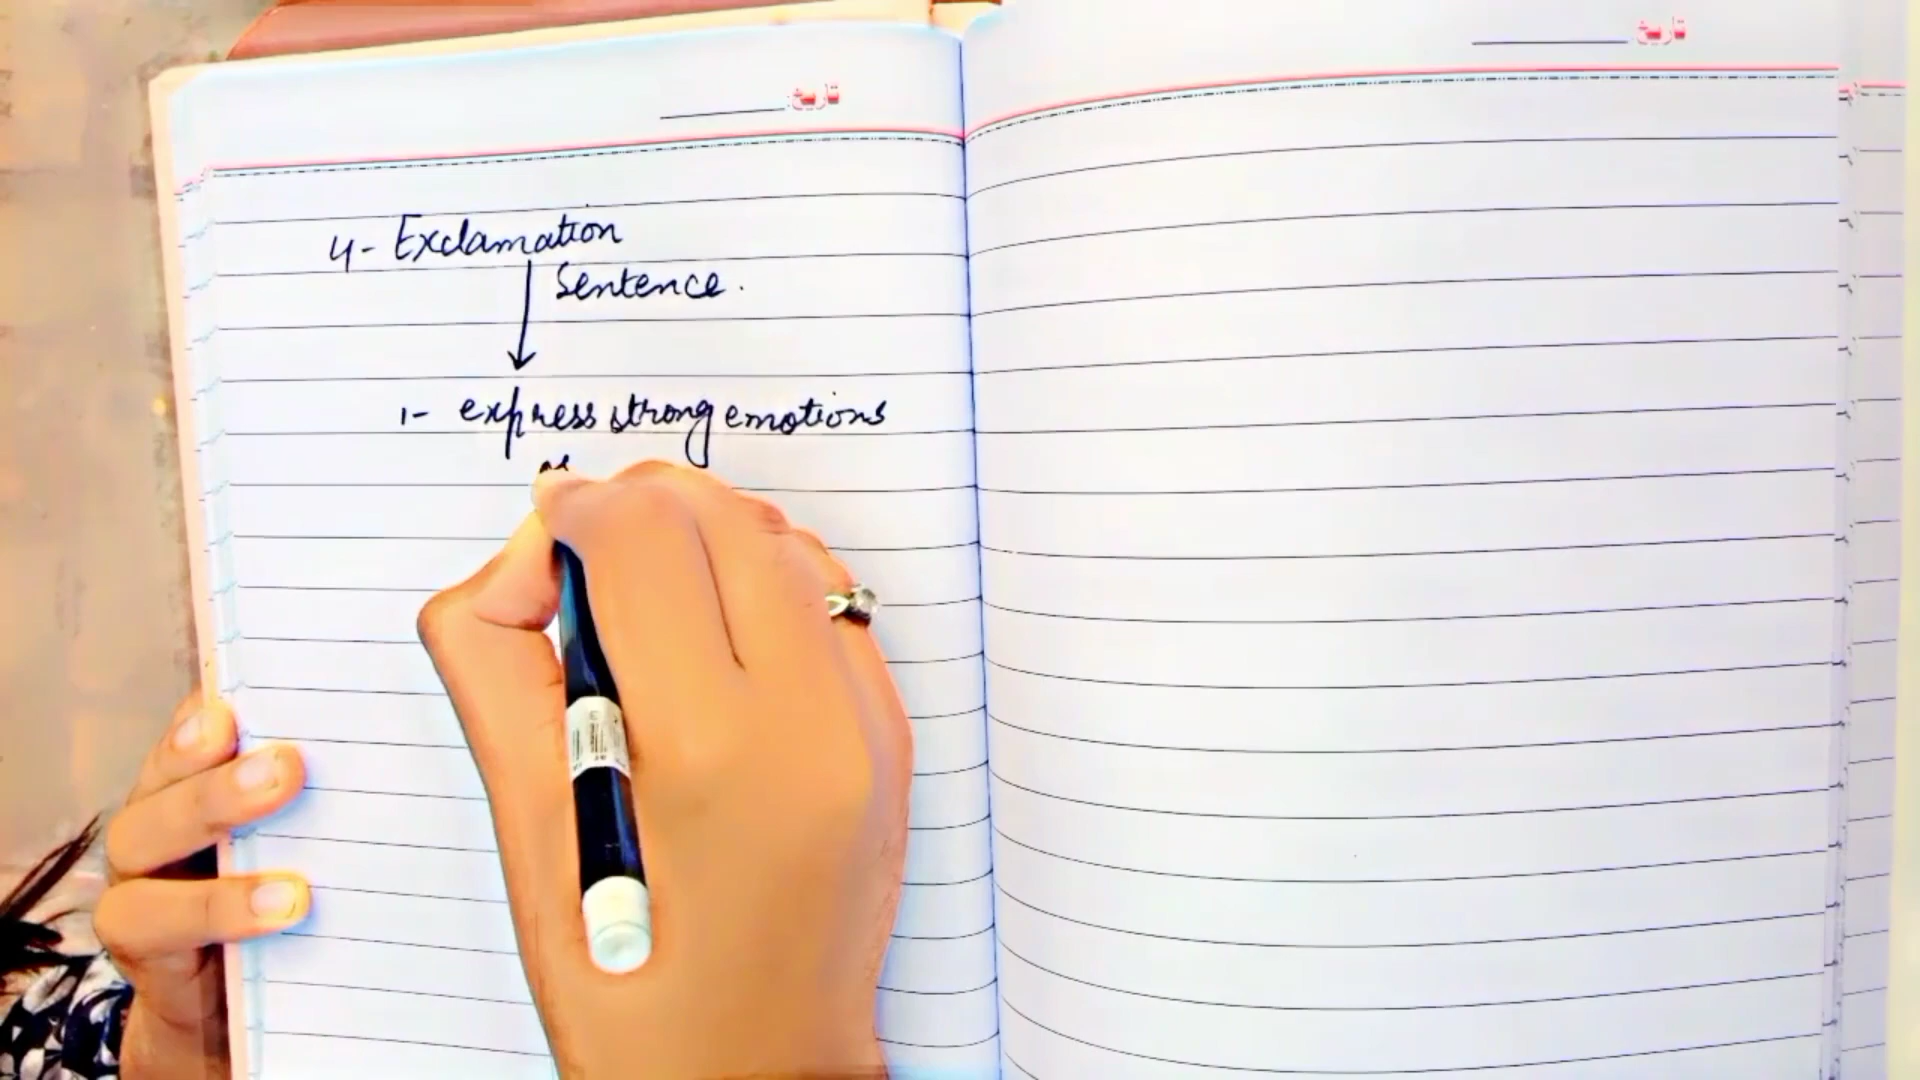 تاریخ:
تاریخ
4- Exclamation
Sentence.
1- express strong emotions